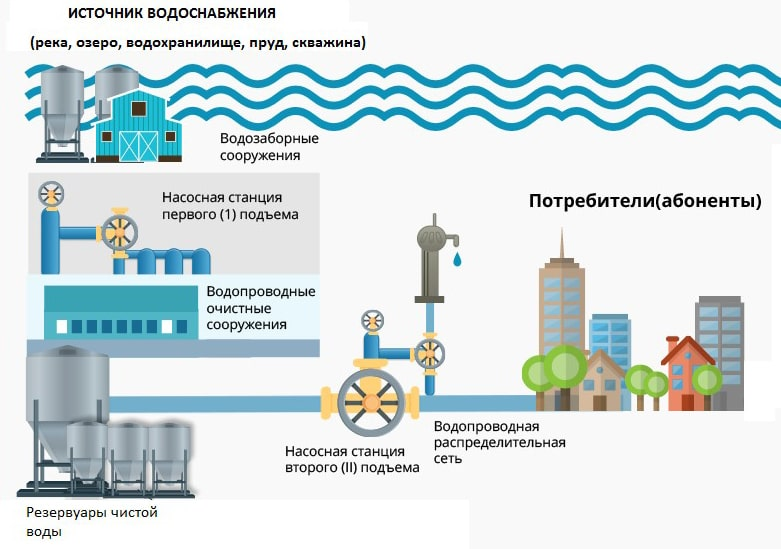 ИСТОЧНИК ВОДОСНАБЖЕНИЯ
(река, озеро, водохранилище, пруд, скважина)
Водозаборные
сооружения
Насосная станция
первого (1) подъема
Потребители(абоненты)
Водопроводные
очистные
сооружения
Насосная станция
второго (II) подъема
Водопроводная
распределительная
сеть
Резервуары чистой
воды